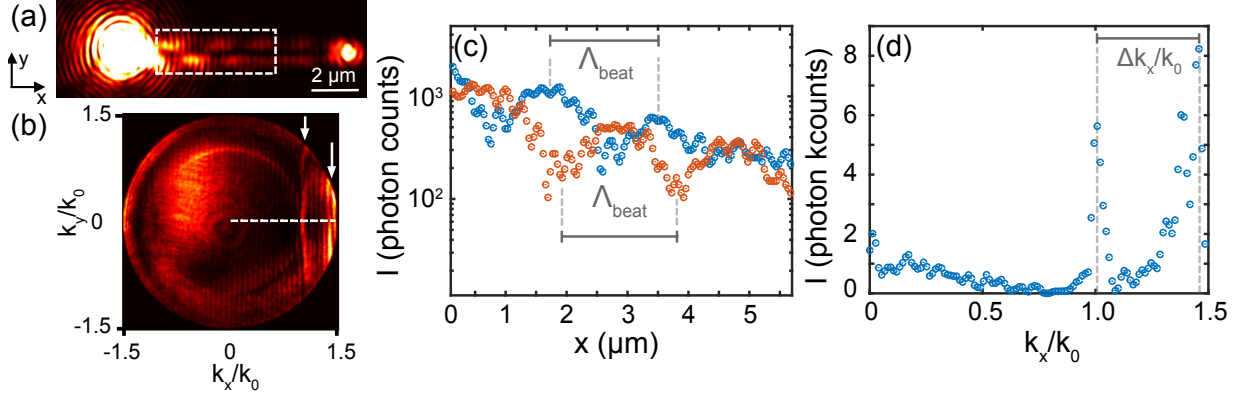 (a)
y
x
2 μm
(b)
1.5
k_y/k_0
0
-1.5
-1.5
0
1.5
k_x/k_0
(c)
Λ_beat
I (photon counts)
10^3
10^2
Λ_beat
0
1
2
3
4
5
x (μm)
(d)
Δk_x/k_0
I (photon kcounts)
8
6
4
2
0
0
0.5
1.0
1.5
k_x/k_0